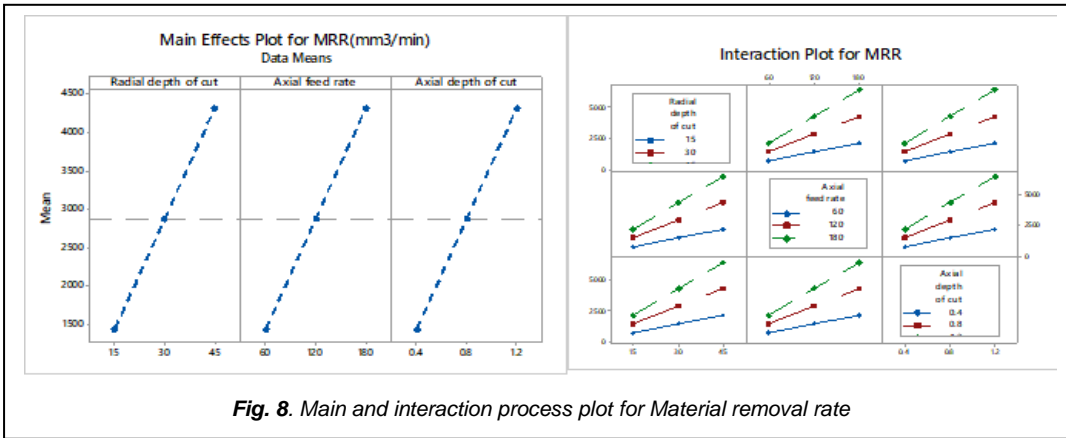 Main Effects Plot for MRR(mm3/min)
Data Means
Radial depth of cut Axial feed rate Axial depth of cut
4500
4000
3500
3000
2500
2000
1500
Mean
15 30 45 60 120 180 0.4 0.8 1.2
Interaction Plot for MRR
60 120 180
5000
2500
0
Radial
depth
of cut
15
30
Axial
feed rate
60
120
180
5000
2500
0
5000
2500
0
Axial
depth
of cut
0.4
0.8
15 30 45 0.4 0.8 1.2
Fig. 8. Main and interaction process plot for Material removal rate